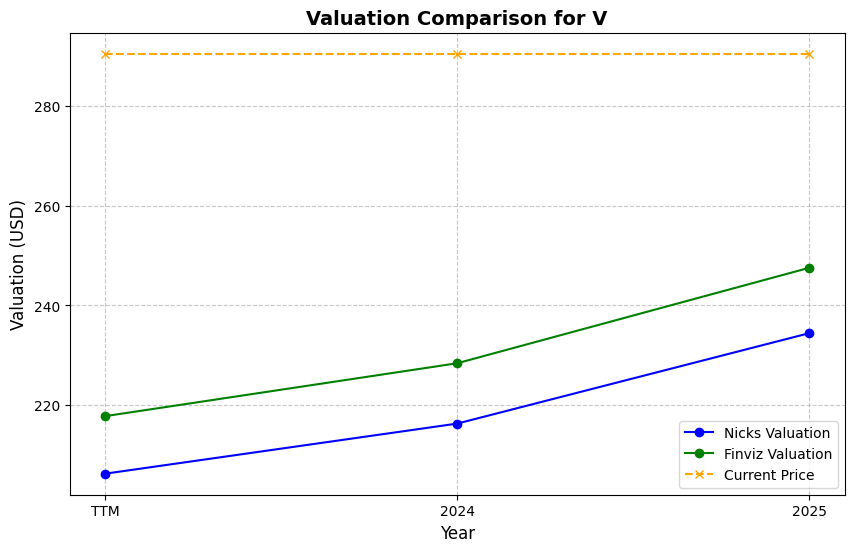 Valuation Comparison for V
Valuation (USD)
280
260
240
220
TTM
2024
2025
Year
Nicks Valuation
Finviz Valuation
Current Price